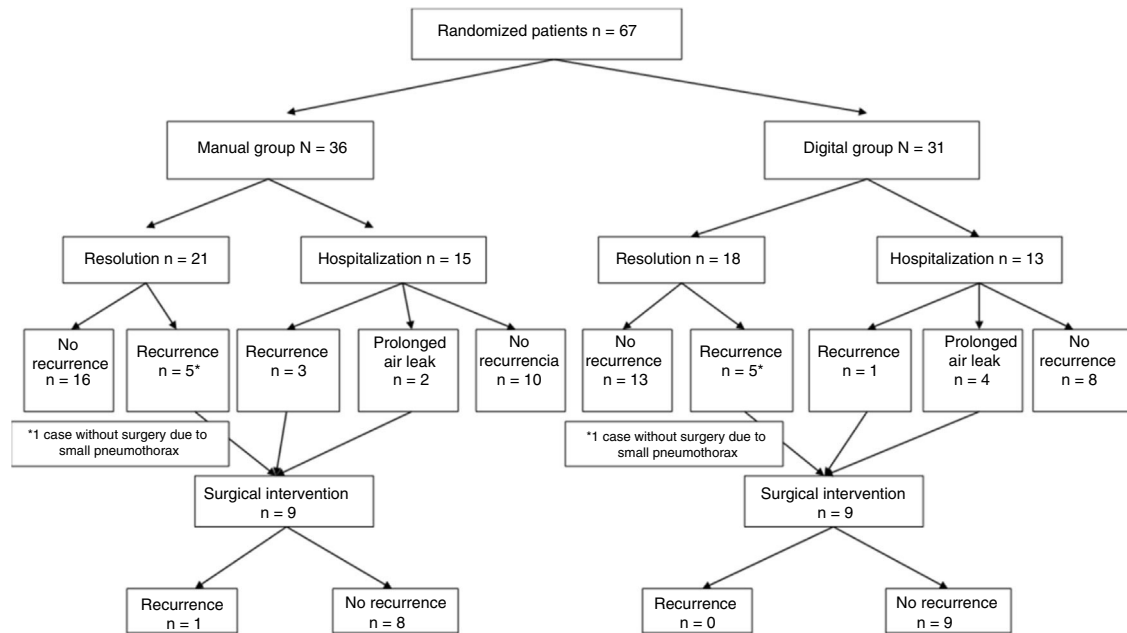 Randomized patients n = 67
Manual group N = 36
Digital group N = 31
Resolution n = 21
Hospitalization n = 15
Resolution n = 18
Hospitalization n = 13
No
recurrence
n = 16
Recurrence
n = 5*
Recurrence
n = 3
Prolonged
air leak
n = 2
No
recurrencia
n = 10
No
recurrence
n = 13
Recurrence
n = 5*
Recurrence
n = 1
Prolonged
air leak
n = 4
No
recurrence
n = 8
*1 case without surgery due to
small pneumothorax
*1 case without surgery due to
small pneumothorax
Surgical intervention
n = 9
Surgical intervention
n = 9
Recurrence
n = 1
No recurrence
n = 8
Recurrence
n = 0
No recurrence
n = 9